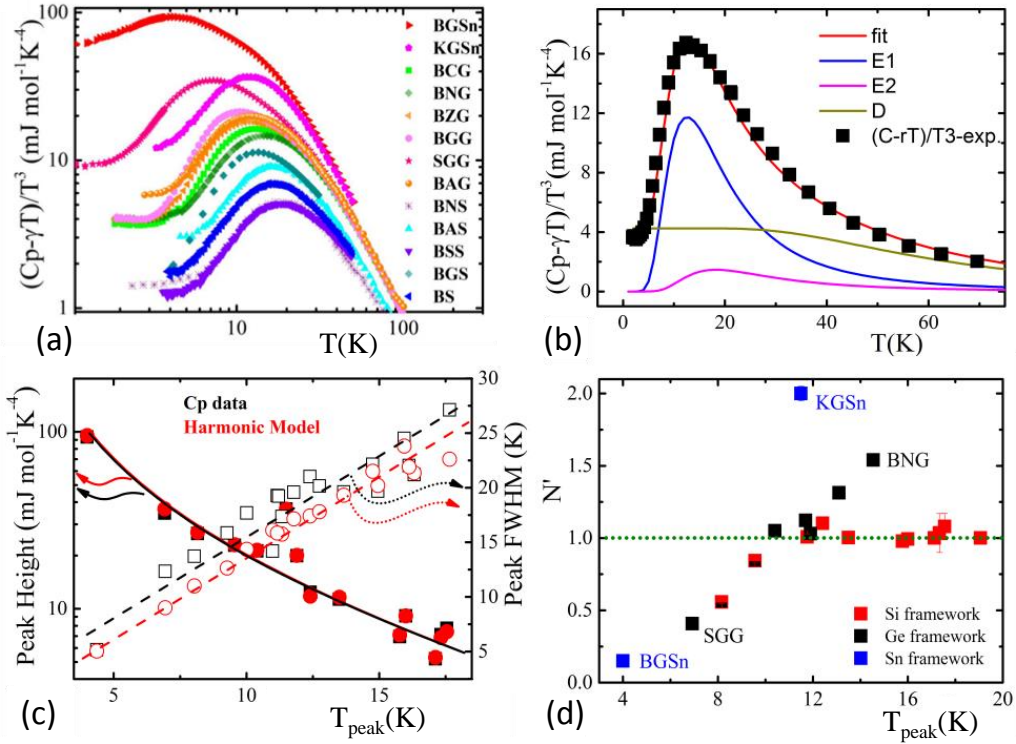 (Cp-γT)/T³ (mJ mol⁻¹K⁻⁴)
100
10
1
10
100
T(K)
(a)
BGSn
KGSn
BCG
BNG
BZG
BGG
SGG
BAG
BNS
BAS
BSS
BGS
BS
(Cp-γT)/T³ (mJ mol⁻¹K⁻⁴)
16
12
8
4
0
0
20
40
60
T(K)
(b)
fit
E1
E2
D
(C-rT)/T3-exp.
Peak Height (mJ mol⁻¹K⁻⁴)
100
10
5
10
15
T_peak(K)
(c)
Cp data
Harmonic Model
30
25
20
15
10
5
Peak FWHM (K)
N'
2.0
1.5
1.0
0.5
0.0
4
8
12
16
20
T_peak(K)
(d)
KGSn
BNG
SGG
BGSn
Si framework
Ge framework
Sn framework